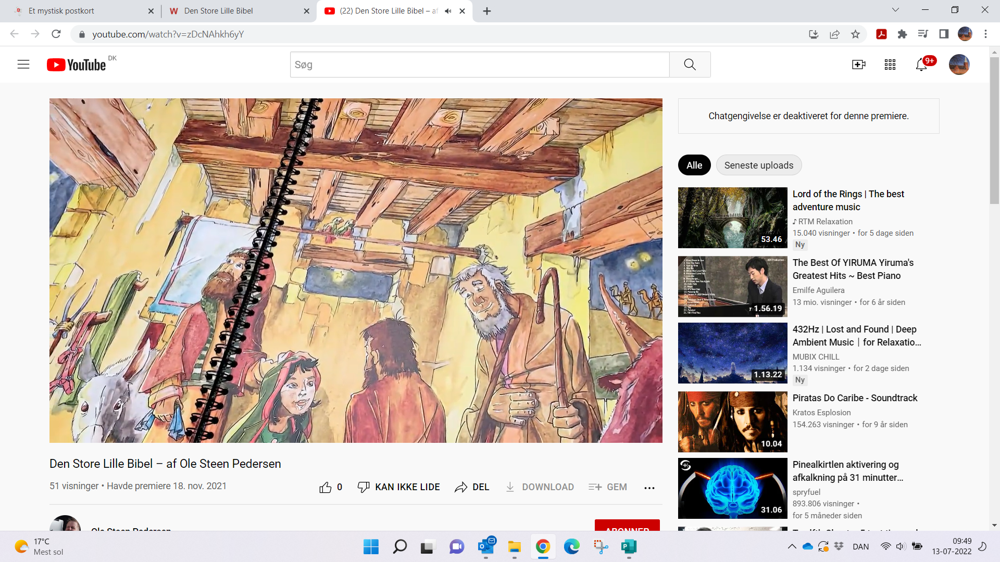 Et mystisk postkort
Den Store Lille Bibel
(22) Den Store Lille Bibel – af
youtube.com/watch?v=zDcNAhkh6yY
YouTube DK
Søg
9+
Chatgengivelse er deaktiveret for denne premiere.
Alle
Seneste uploads
53.46
Lord of the Rings | The best
adventure music
♪ RTM Relaxation
15.040 visninger • for 5 dage siden
Ny
1.56.19
The Best Of YIRUMA Yiruma's
Greatest Hits ~ Best Piano
Emilfe Aguilera
13 mio. visninger • for 6 år siden
1.13.22
432Hz | Lost and Found | Deep
Ambient Music | for Relaxatio...
MUBIX CHILL
1.134 visninger • for 2 dage siden
Ny
10.04
Piratas Do Caribe - Soundtrack
Kratos Esplosion
154.263 visninger • for 9 år siden
31.06
Pinealkirtlen aktivering og
afkalkning på 31 minutter...
spryfuel
893.806 visninger •
for 5 måneder siden
Den Store Lille Bibel – af Ole Steen Pedersen
51 visninger • Havde premiere 18. nov. 2021
0
KAN IKKE LIDE
DEL
DOWNLOAD
GEM
Ole Steen Pedersen
ABONNER
17°C
Mest sol
DAN
09:49
13-07-2022